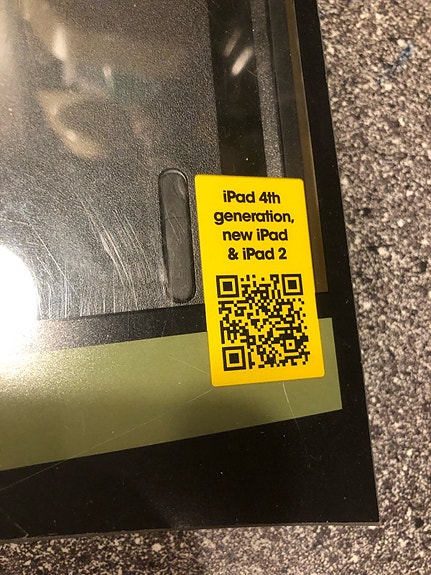 iPad 4th
generation,
new iPad
& iPad 2